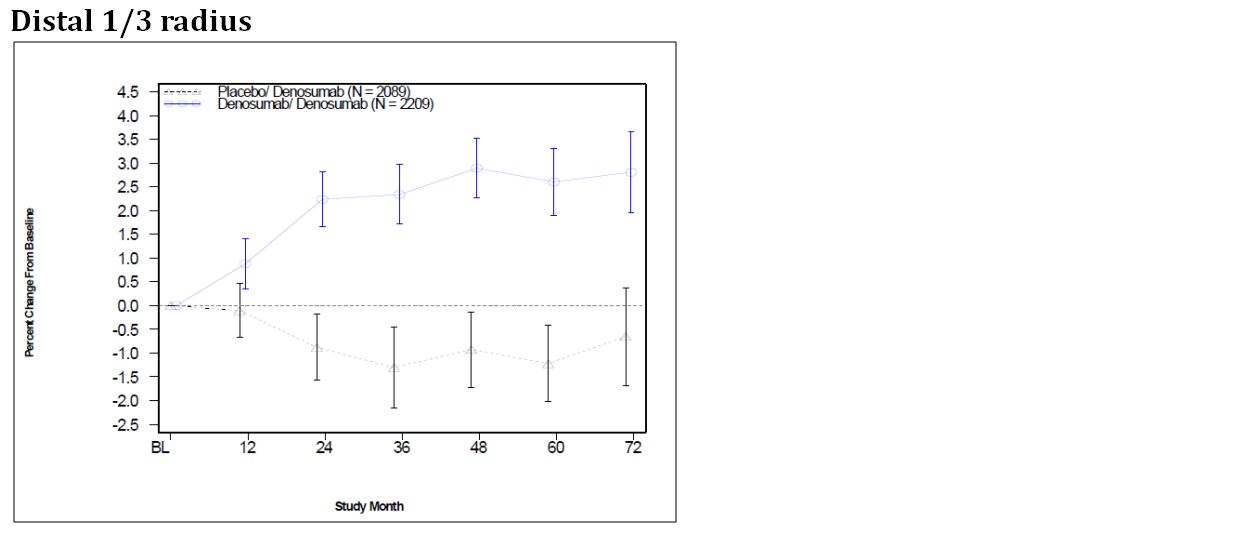 Distal 1/3 radius
Placebo/ Denosumab (N = 2089)
Denosumab/ Denosumab (N = 2209)
4.5
4.0
3.5
3.0
2.5
2.0
1.5
1.0
0.5
0.0
-0.5
-1.0
-1.5
-2.0
-2.5
Percent Change From Baseline
BL 12 24 36 48 60 72
Study Month